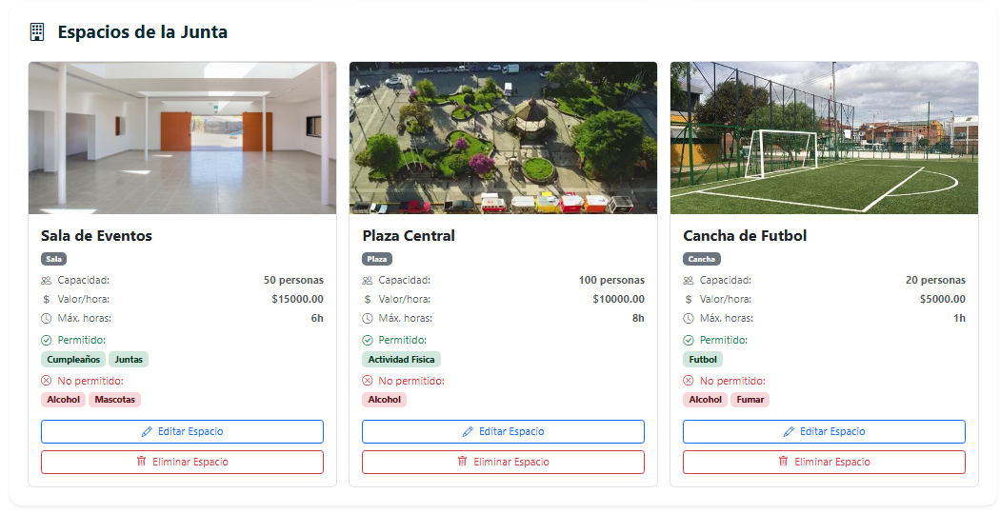 Espacios de la Junta
Sala de Eventos
Sala
Capacidad: 50 personas
$ Valor/hora: $15000.00
Máx. horas: 6h
Permitido:
Cumpleaños Juntas
No permitido:
Alcohol Mascotas
Editar Espacio
Eliminar Espacio
Plaza Central
Plaza
Capacidad: 100 personas
$ Valor/hora: $10000.00
Máx. horas: 8h
Permitido:
Actividad Fisica
No permitido:
Alcohol
Editar Espacio
Eliminar Espacio
Cancha de Futbol
Cancha
Capacidad: 20 personas
$ Valor/hora: $5000.00
Máx. horas: 1h
Permitido:
Futbol
No permitido:
Alcohol Fumar
Editar Espacio
Eliminar Espacio